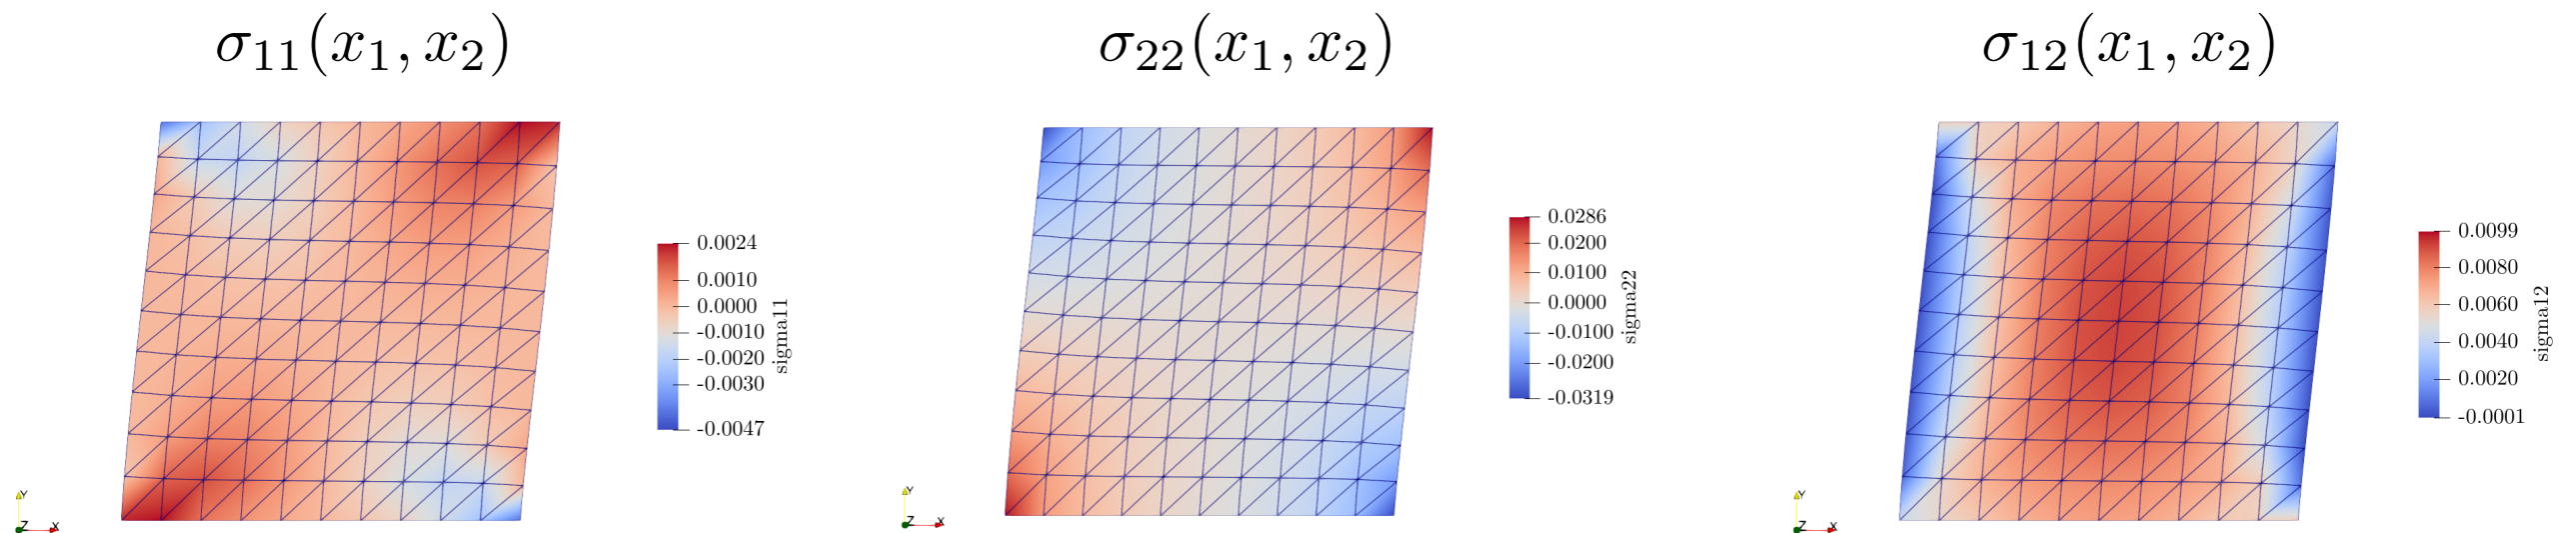 σ₁₁(x₁, x₂)
0.0024
0.0010
0.0000
-0.0010
-0.0020
-0.0030
-0.0047
sigma11
Y
Z
X
σ₂₂(x₁, x₂)
0.0286
0.0200
0.0100
0.0000
-0.0100
-0.0200
-0.0319
sigma22
Y
Z
X
σ₁₂(x₁, x₂)
0.0099
0.0080
0.0060
0.0040
0.0020
-0.0001
sigma12
Y
Z
X